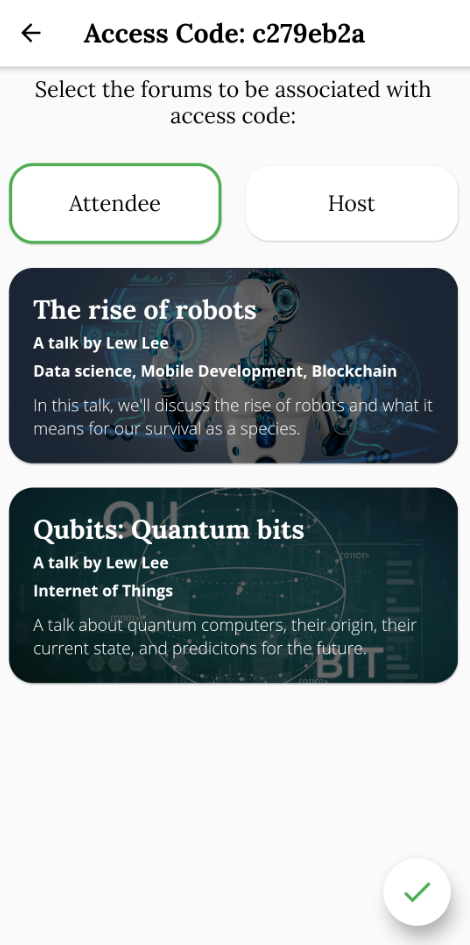 Access Code: c279eb2a
Select the forums to be associated with
access code:
Attendee
Host
The rise of robots
A talk by Lew Lee
Data science, Mobile Development, Blockchain
In this talk, we'll discuss the rise of robots and what it
means for our survival as a species.
QU
Qubits: Quantum bits
A talk by Lew Lee
Internet of Things
A talk about quantum computers, their origin, their
current state, and predicitons for the future.
BIT